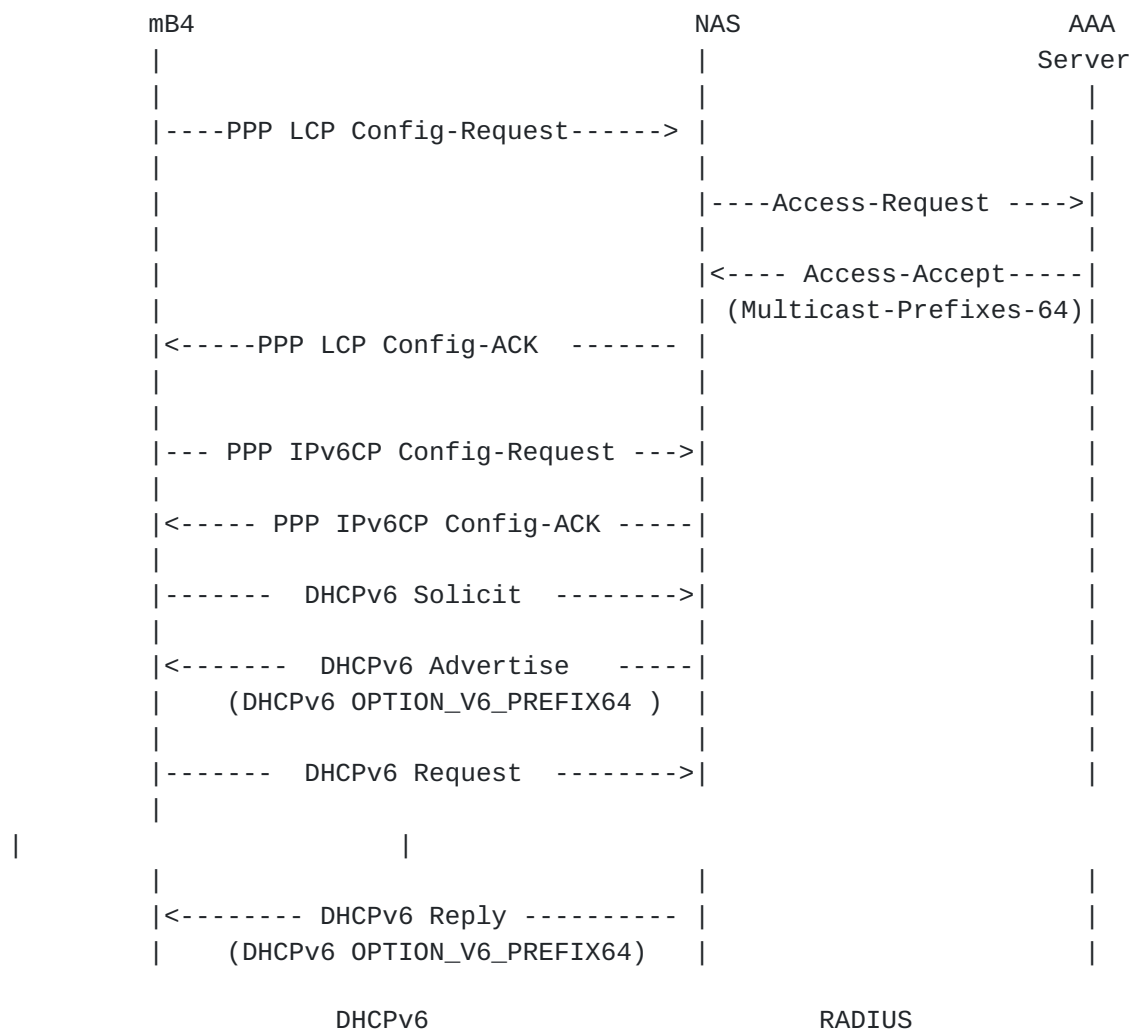 mB4                                NAS                     AAA
|                                  |                     Server
|                                  |                        |
|----PPP LCP Config-Request------> |                        |
|                                  |                        |
|                                  |----Access-Request ---->|
|                                  |                        |
|                                  |<---- Access-Accept-----|
|                                  | (Multicast-Prefixes-64)|
|<-----PPP LCP Config-ACK  ------- |                        |
|                                  |                        |
|                                  |                        |
|--- PPP IPv6CP Config-Request --->|                        |
|                                  |                        |
|<----- PPP IPv6CP Config-ACK -----|                        |
|                                  |                        |
|-------  DHCPv6 Solicit  -------->|                        |
|                                  |                        |
|<-------  DHCPv6 Advertise   -----|                        |
|    (DHCPv6 OPTION_V6_PREFIX64 )  |                        |
|                                  |                        |
|-------  DHCPv6 Request  -------->|                        |
|
|                        |
|                                  |                        |
|<-------- DHCPv6 Reply ---------- |                        |
|    (DHCPv6 OPTION_V6_PREFIX64)   |                        |
DHCPv6                         RADIUS